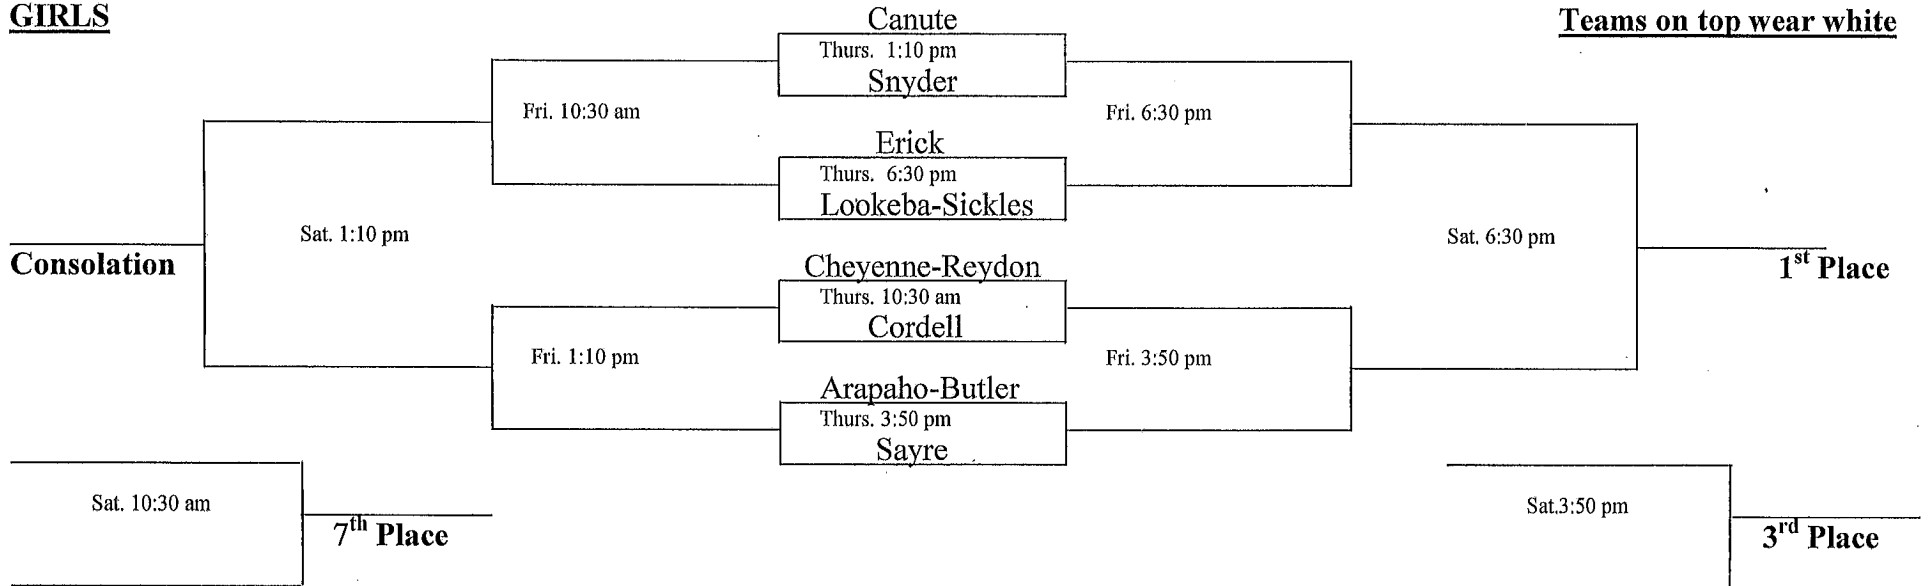 GIRLS
Teams on top wear white
Canute
Thurs. 1:10 pm
Snyder
Fri. 10:30 am
Fri. 6:30 pm
Erick
Thurs. 6:30 pm
Lookeba-Sickles
Sat. 1:10 pm
Sat. 6:30 pm
Consolation
1st Place
Cheyenne-Reydon
Thurs. 10:30 am
Cordell
Fri. 1:10 pm
Fri. 3:50 pm
Arapaho-Butler
Thurs. 3:50 pm
Sayre
Sat. 10:30 am
7th Place
Sat.3:50 pm
3rd Place